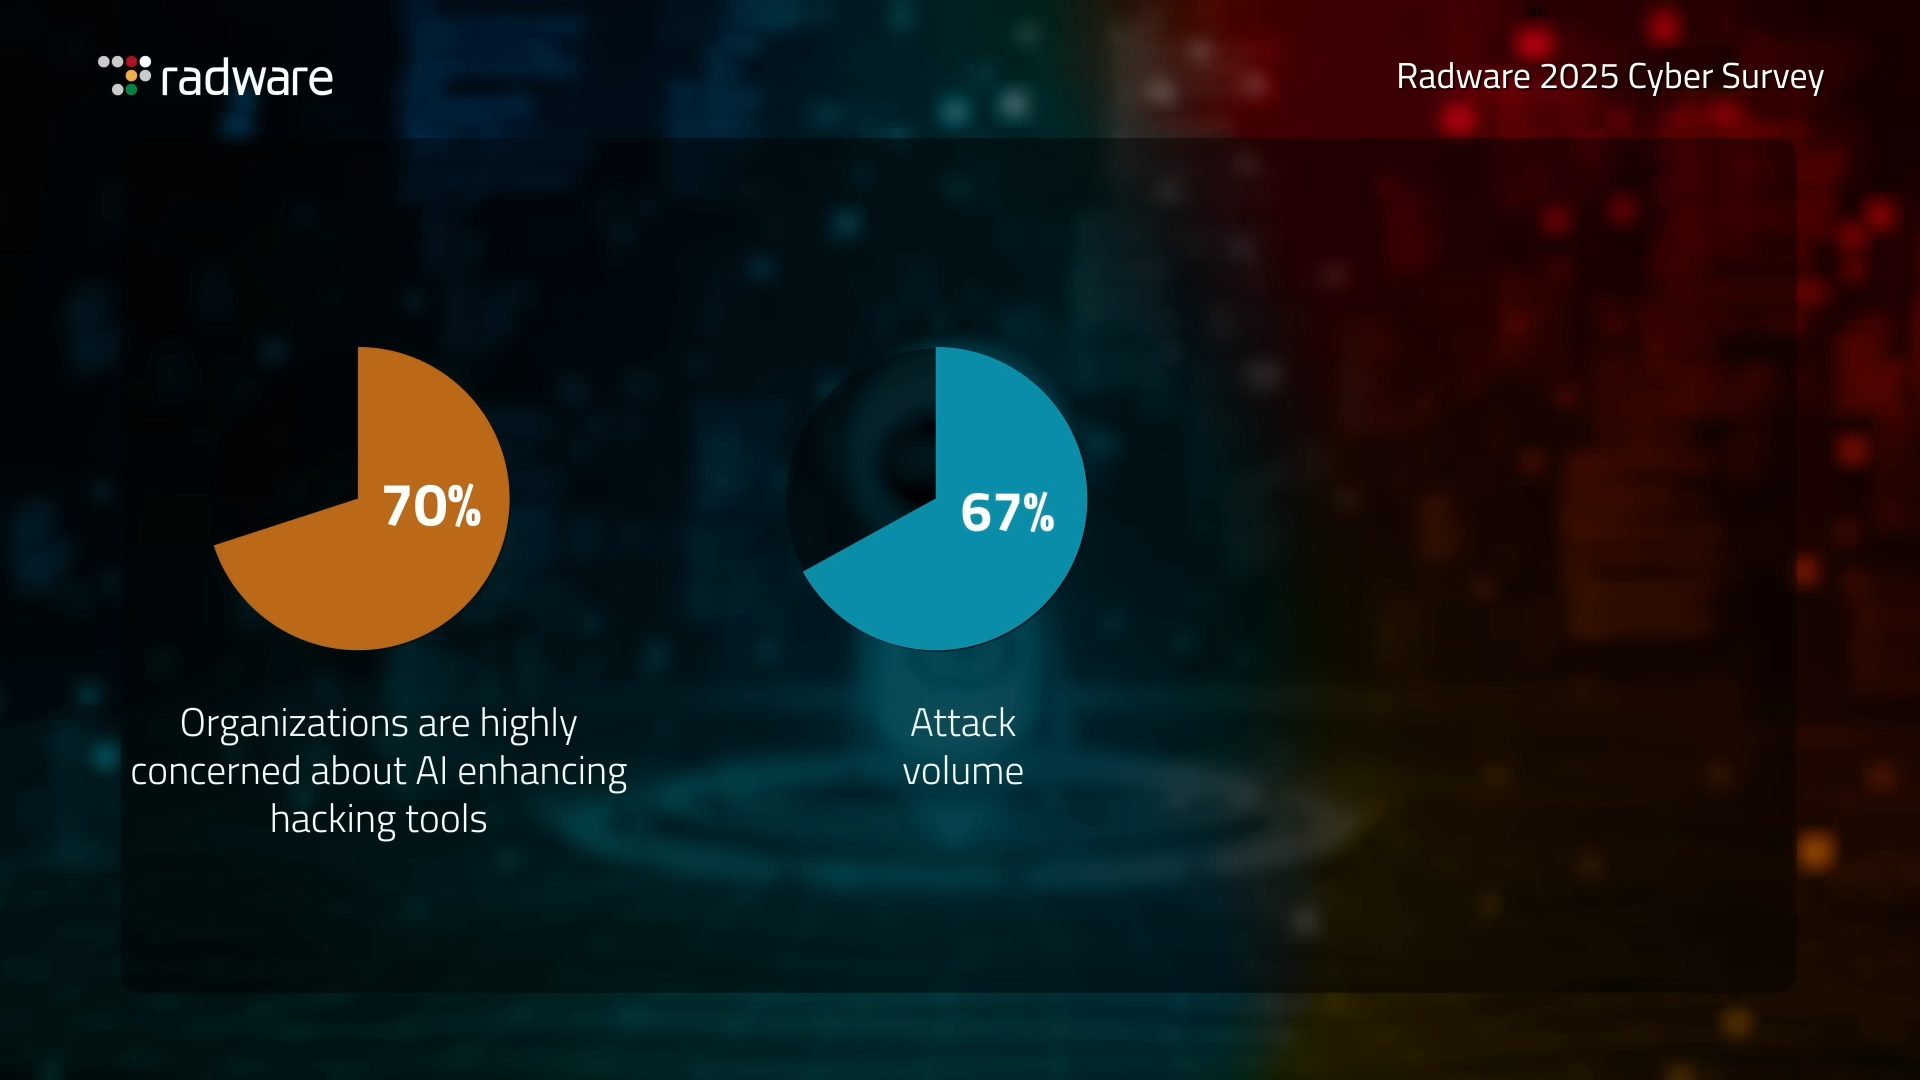 radware
Radware 2025 Cyber Survey
70%
67%
Organizations are highly
concerned about AI enhancing
hacking tools
Attack
volume